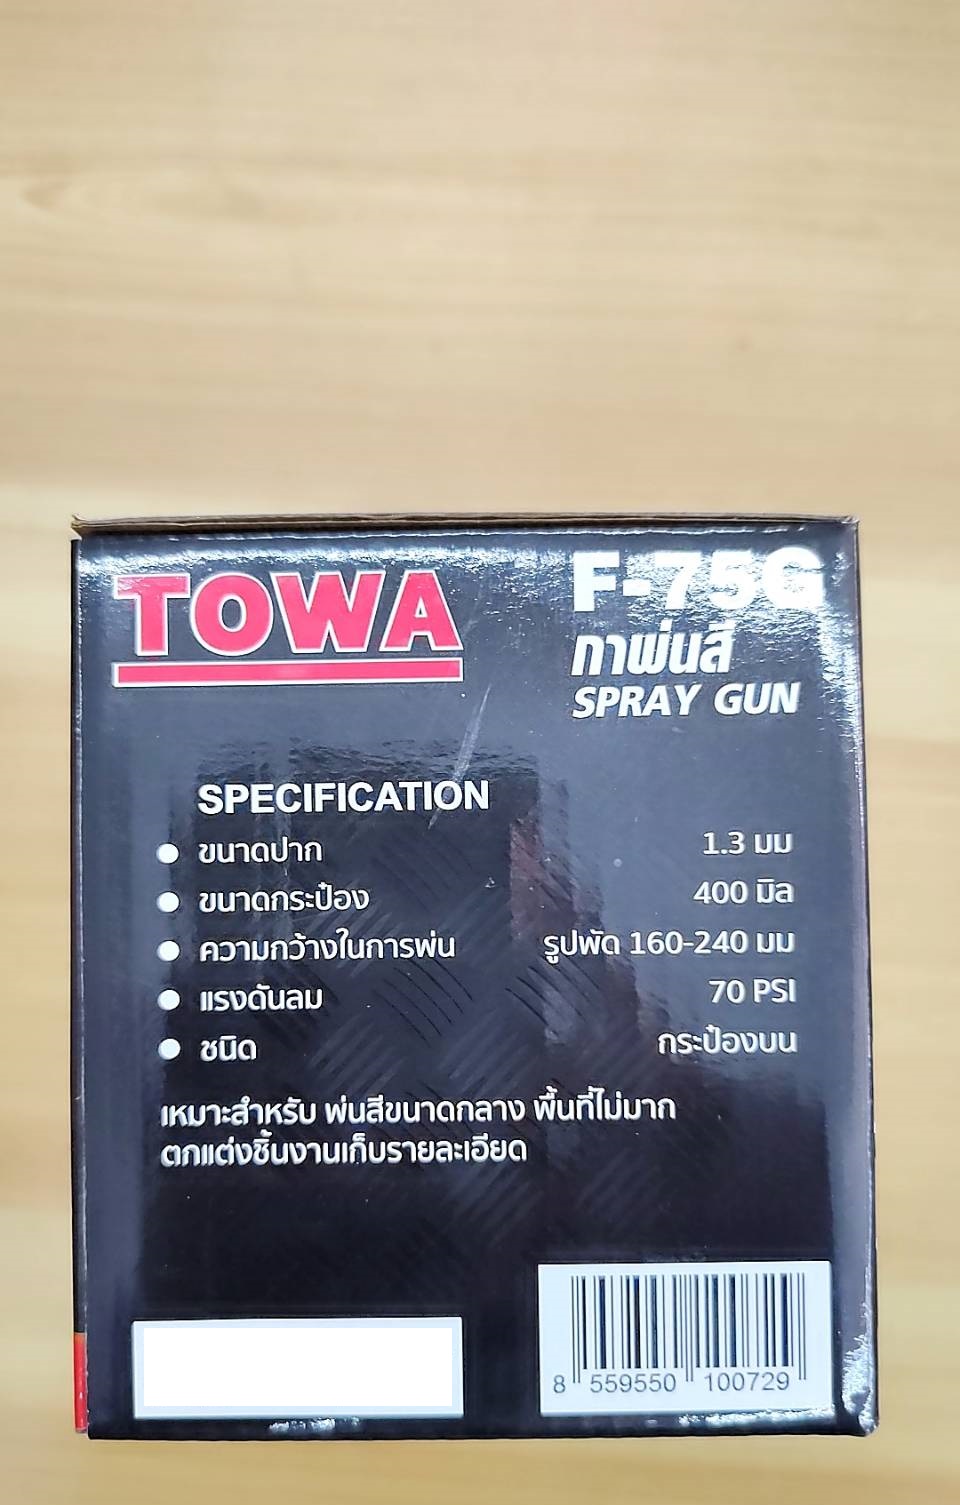 TOWA
F-75G
กาพ่นสี
SPRAY GUN
SPECIFICATION
ขนาดปาก 1.3 มม
ขนาดกระป๋อง 400 มิล
ความกว้างในการพ่น รูปพัด 160-240 มม
แรงดันลม 70 PSI
ชนิด กระป๋องบน
เหมาะสำหรับ พ่นสีขนาดกลาง พื้นที่ไม่มาก
ตกแต่งชิ้นงานเก็บรายละเอียด
8 559550 100729